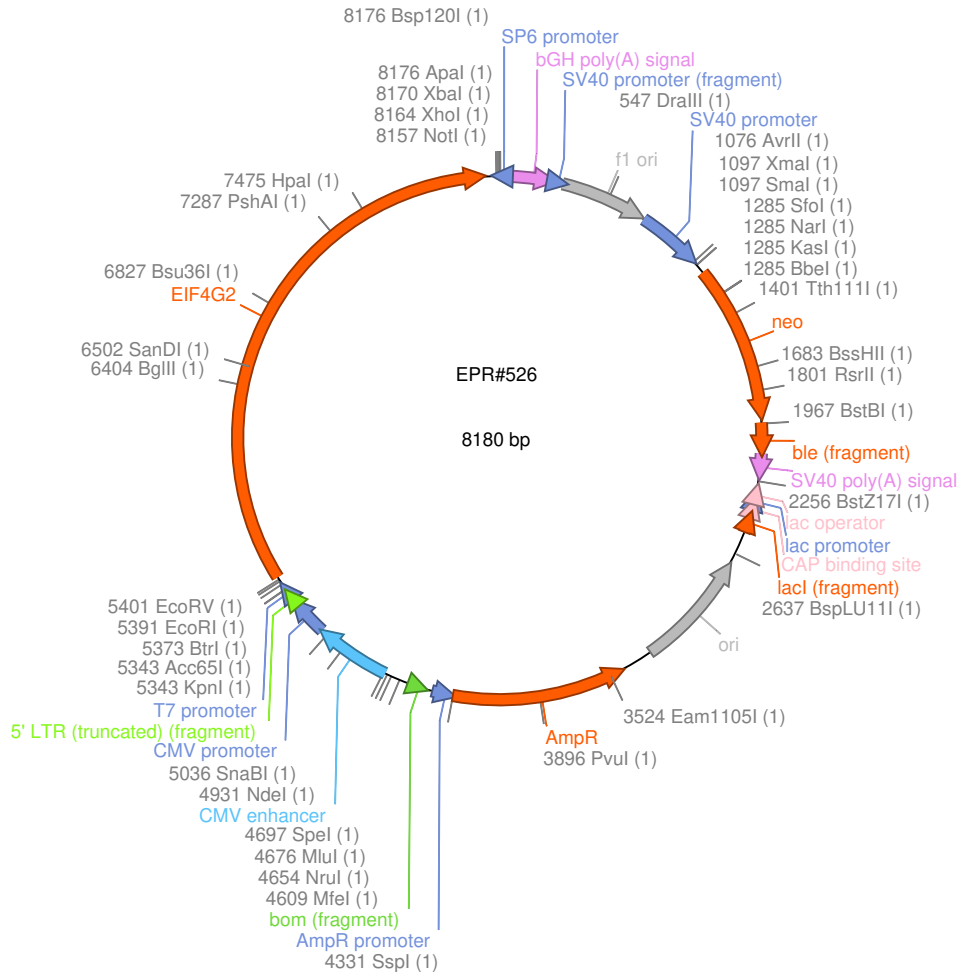 8176 Bsp120I (1)
SP6 promoter
bGH poly(A) signal
8176 ApaI (1)
SV40 promoter (fragment)
8170 XbaI (1)
547 DraIII (1)
8164 XhoI (1)
SV40 promoter
8157 NotI (1)
1076 AvrII (1)
f1 ori
1097 XmaI (1)
7475 HpaI (1)
1097 SmaI (1)
7287 PshAI (1)
1285 SfoI (1)
1285 NarI (1)
1285 KasI (1)
6827 Bsu36I (1)
1285 BbeI (1)
EIF4G2
1401 Tth111I (1)
neo
6502 SanDI (1)
1683 BssHII (1)
6404 BglII (1)
EPR#526
1801 RsrII (1)
1967 BstBI (1)
8180 bp
ble (fragment)
SV40 poly(A) signal
2256 BstZ17I (1)
lac operator
lac promoter
CAP binding site
lacI (fragment)
5401 EcoRV (1)
2637 BspLU11I (1)
5391 EcoRI (1)
5373 BtrI (1)
ori
5343 Acc65I (1)
5343 KpnI (1)
T7 promoter
3524 Eam1105I (1)
5' LTR (truncated) (fragment)
AmpR
CMV promoter
3896 PvuI (1)
5036 SnaBI (1)
4931 NdeI (1)
CMV enhancer
4697 SpeI (1)
4676 MluI (1)
4654 NruI (1)
4609 MfeI (1)
bom (fragment)
AmpR promoter
4331 SspI (1)